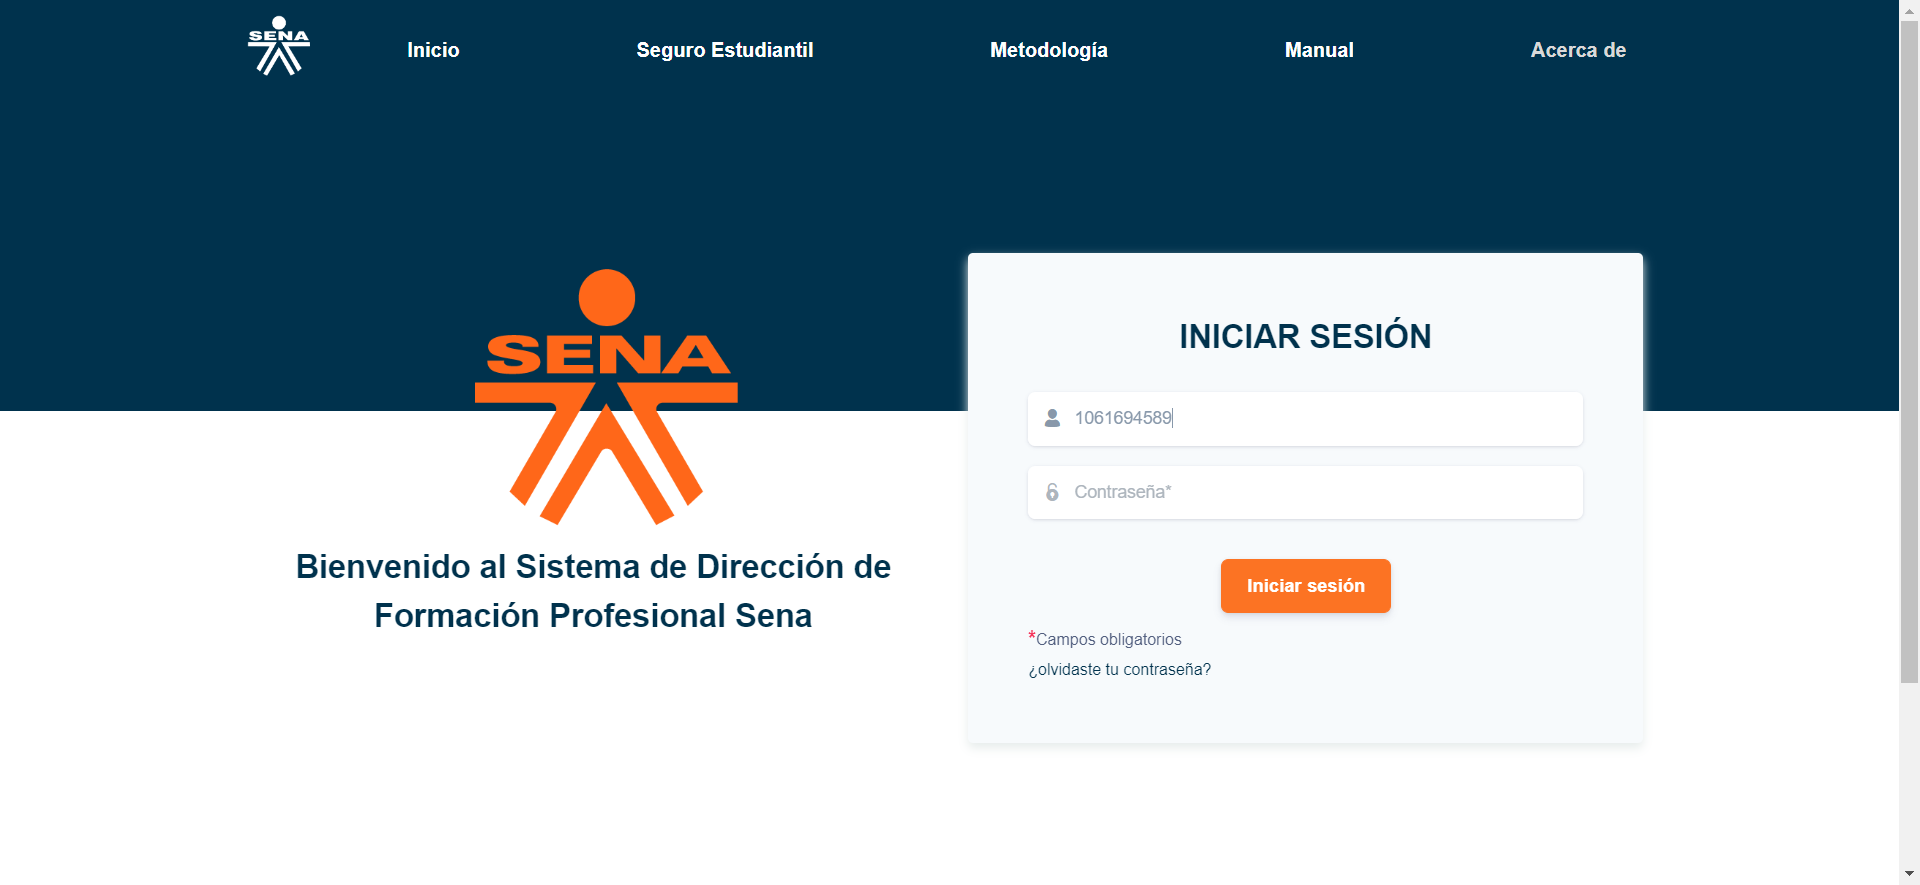 SENA
Inicio
Seguro Estudiantil
Metodología
Manual
Acerca de
SENA
Bienvenido al Sistema de Dirección de
Formación Profesional Sena
INICIAR SESIÓN
1061694589
Contraseña*
Iniciar sesión
*Campos obligatorios
¿olvidaste tu contraseña?